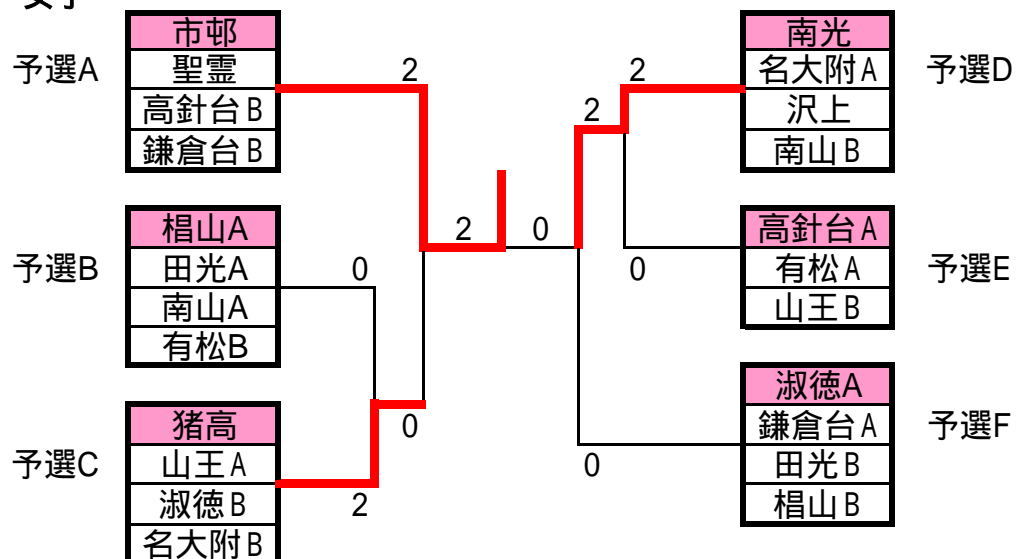 予選A
市邨
聖霊
高針台B
鎌倉台B
2
予選B
椙山A
田光A
南山A
有松B
0
予選C
猪高
山王A
淑徳B
名大附B
2
0
2
0
2
2
0
0
南光
名大附A
沢上
南山B
予選D
高針台A
有松A
山王B
予選E
淑徳A
鎌倉台A
田光B
椙山B
予選F